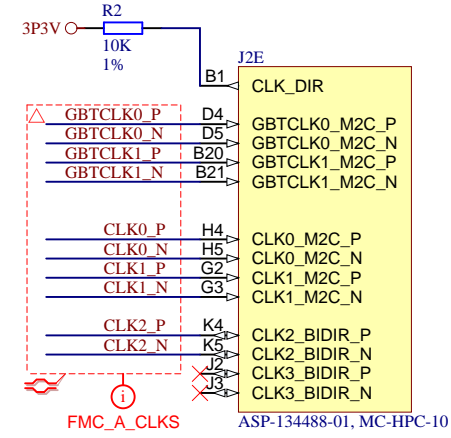 R2
3P3V
10K
1%
J2E
B1 CLK_DIR
GBTCLK0_P D4 GBTCLK0_M2C_P
GBTCLK0_N D5 GBTCLK0_M2C_N
GBTCLK1_P B20 GBTCLK1_M2C_P
GBTCLK1_N B21 GBTCLK1_M2C_N
CLK0_P H4 CLK0_M2C_P
CLK0_N H5 CLK0_M2C_N
CLK1_P G2 CLK1_M2C_P
CLK1_N G3 CLK1_M2C_N
CLK2_P K4 CLK2_BIDIR_P
CLK2_N K5 CLK2_BIDIR_N
J2 CLK3_BIDIR_P
J3 CLK3_BIDIR_N
i
FMC_A_CLKS
ASP-134488-01, MC-HPC-10